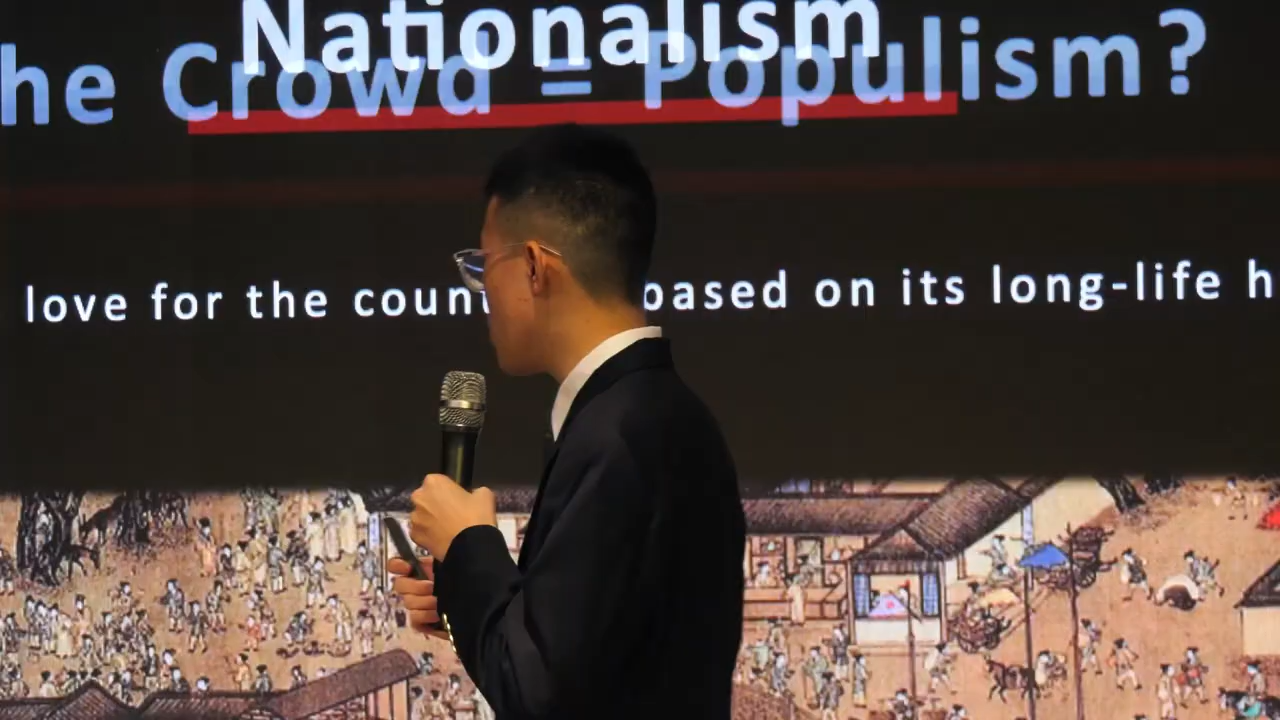 Nationalism
he Crowd = Populism?
love for the coun based on its long-life h